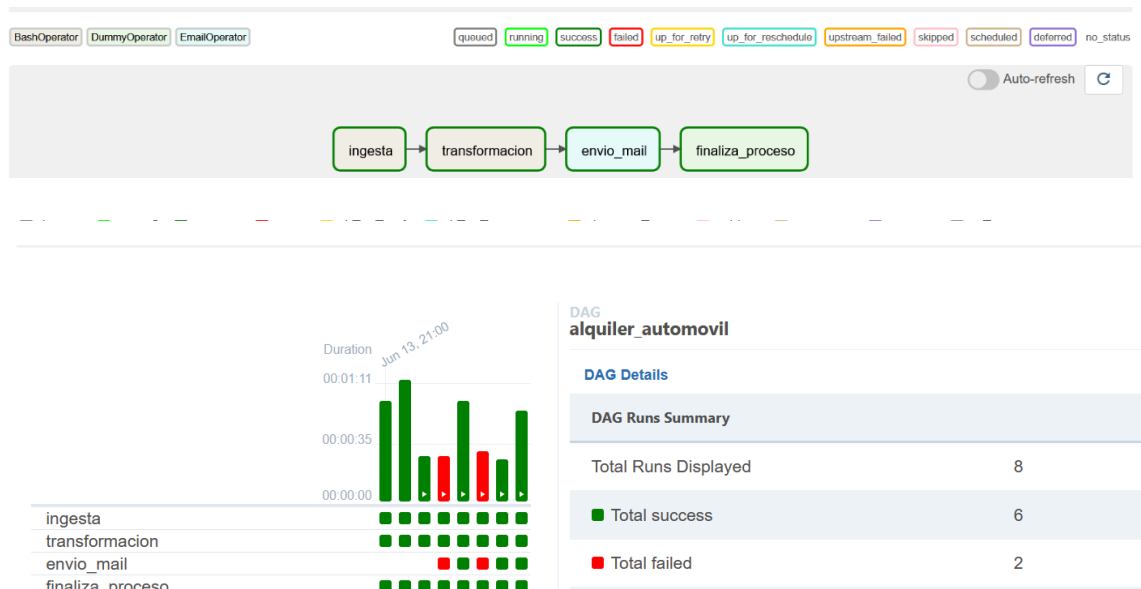 BashOperator DummyOperator EmailOperator queued running success failed up_for_retry up_for_reschedule upstream_failed skipped scheduled deferred no_status
Auto-refresh
ingesta transformacion envio_mail finaliza_proceso
DAG
alquiler_automovil
Jun 13, 21:00
Duration
DAG Details
00:01:11
DAG Runs Summary
00:00:35
Total Runs Displayed 8
00:00:00
ingesta
Total success 6
transformacion
envio_mail
Total failed 2
finaliza_proceso